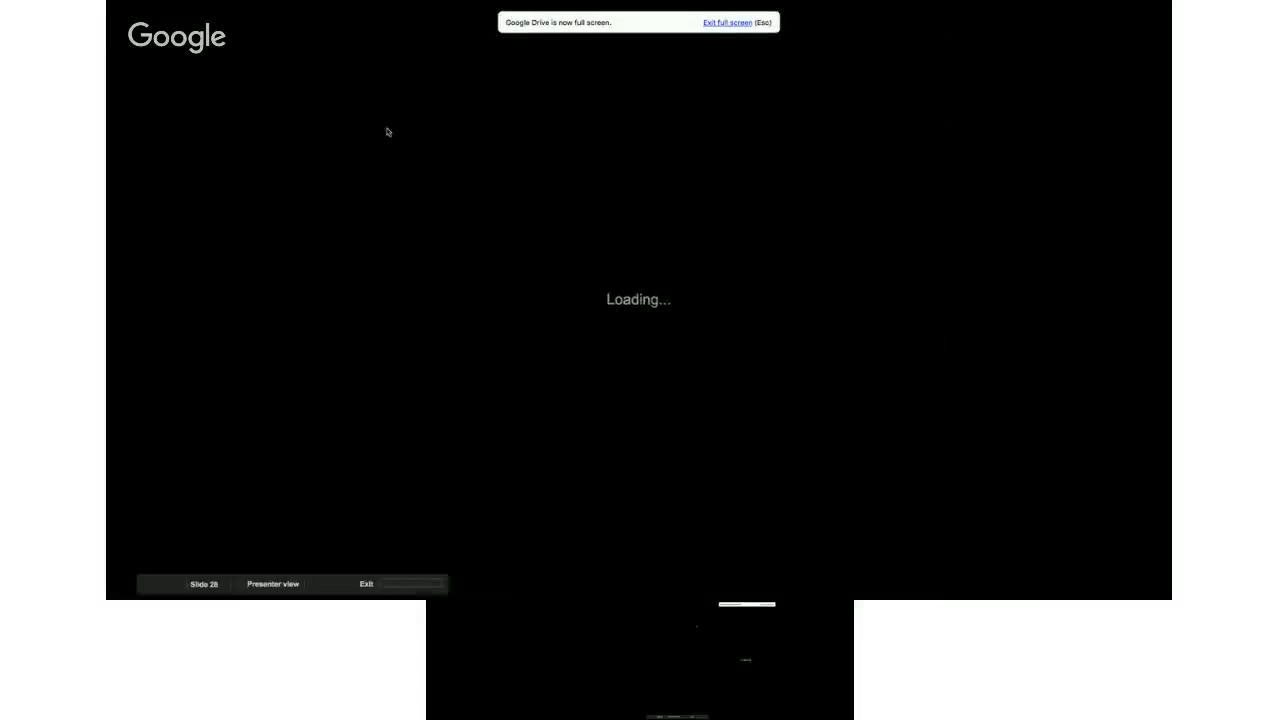 Google
Google Drive is now full screen. Exit full screen (Esc)
Loading...
Slide 28 Presenter view Exit